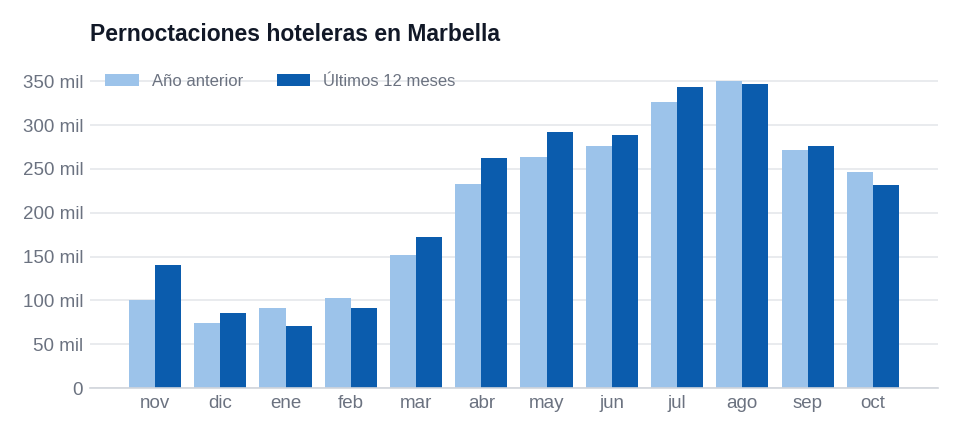 Pernoctaciones hoteleras en Marbella
Año anterior
Últimos 12 meses
350 mil
300 mil
250 mil
200 mil
150 mil
100 mil
50 mil
0
nov dic ene feb mar abr may jun jul ago sep oct